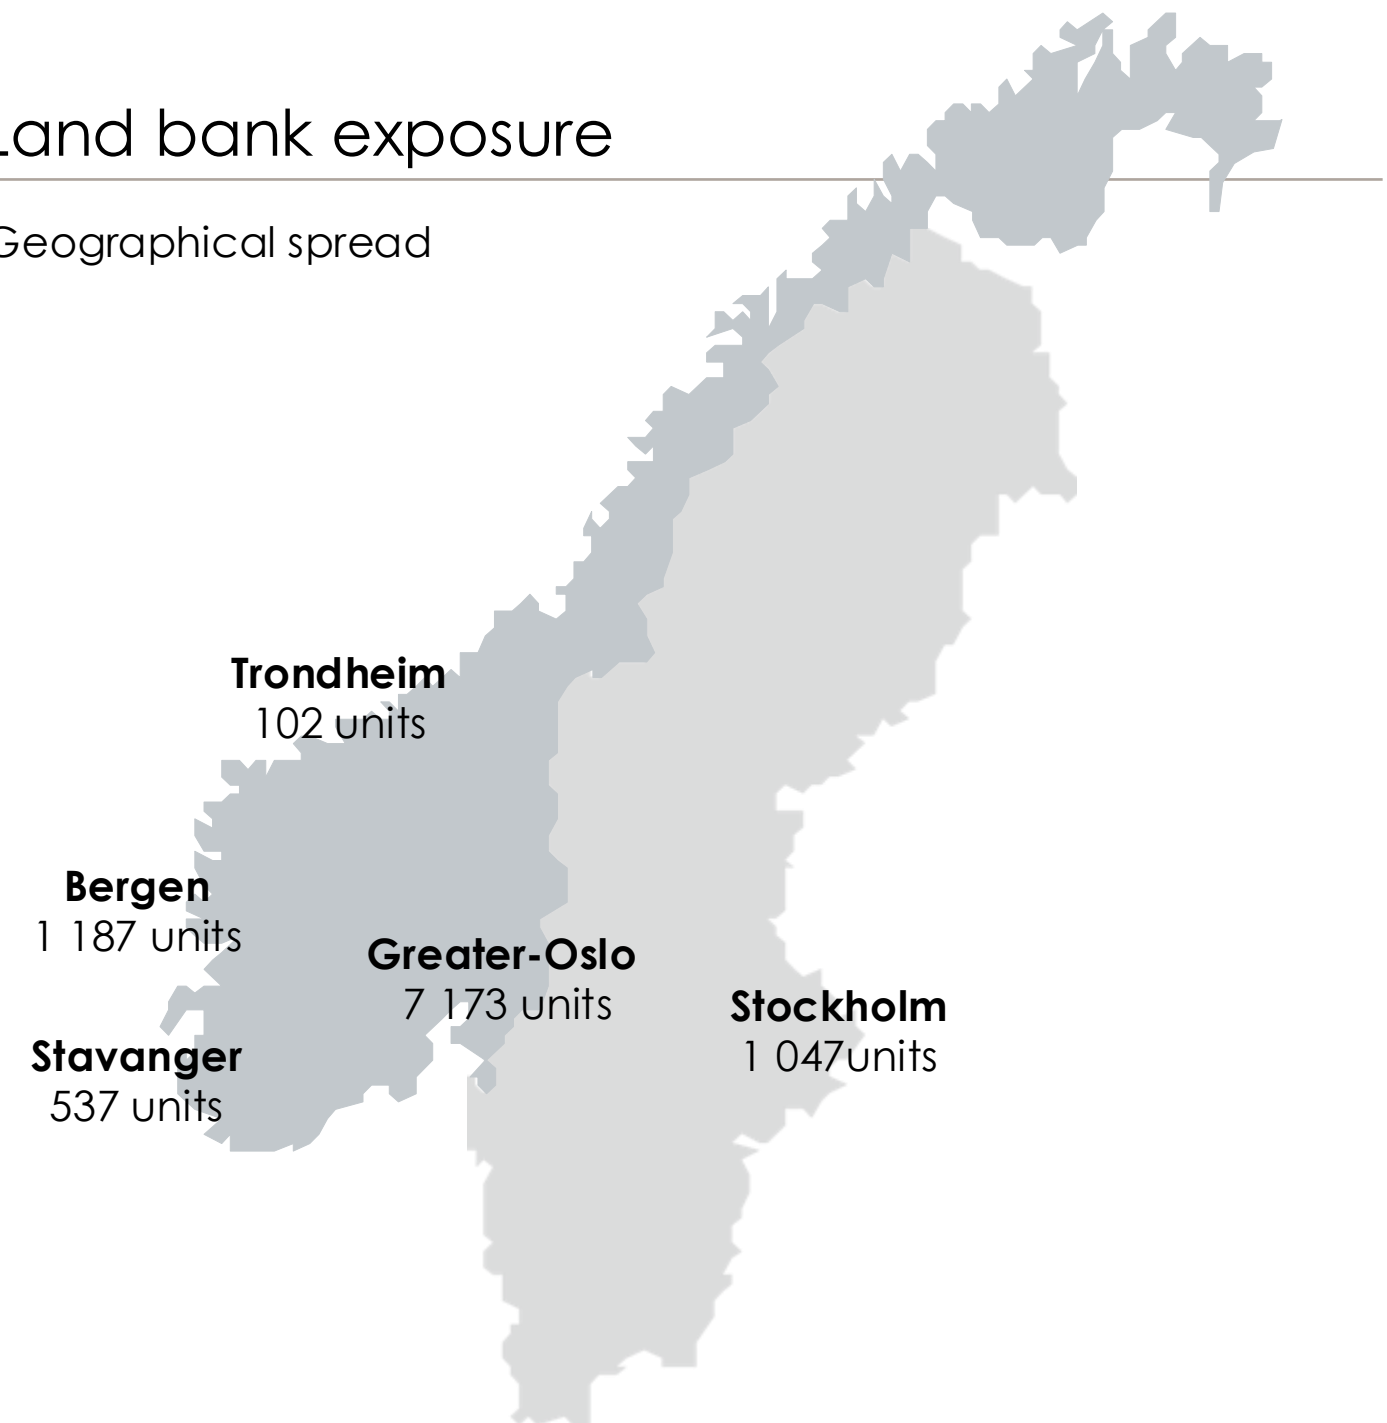 Land bank exposure
Geographical spread
Trondheim
102 units
Bergen
1 187 units
Greater-Oslo
7 173 units
Stockholm
1 047units
Stavanger
537 units